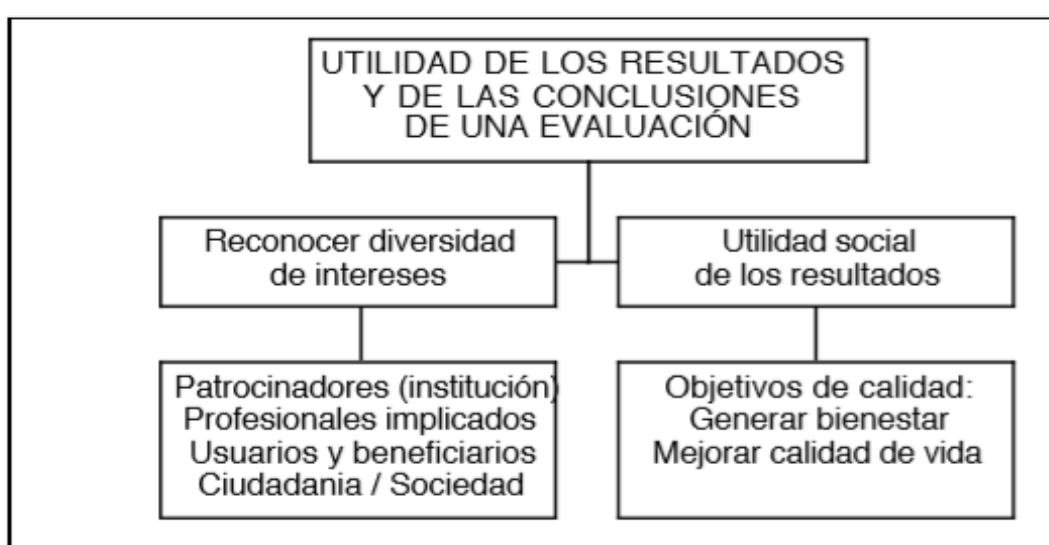 UTILIDAD DE LOS RESULTADOS
Y DE LAS CONCLUSIONES
DE UNA EVALUACIÓN
Reconocer diversidad
de intereses
Utilidad social
de los resultados
Patrocinadores (institución)
Profesionales implicados
Usuarios y beneficiarios
Ciudadania / Sociedad
Objetivos de calidad:
Generar bienestar
Mejorar calidad de vida